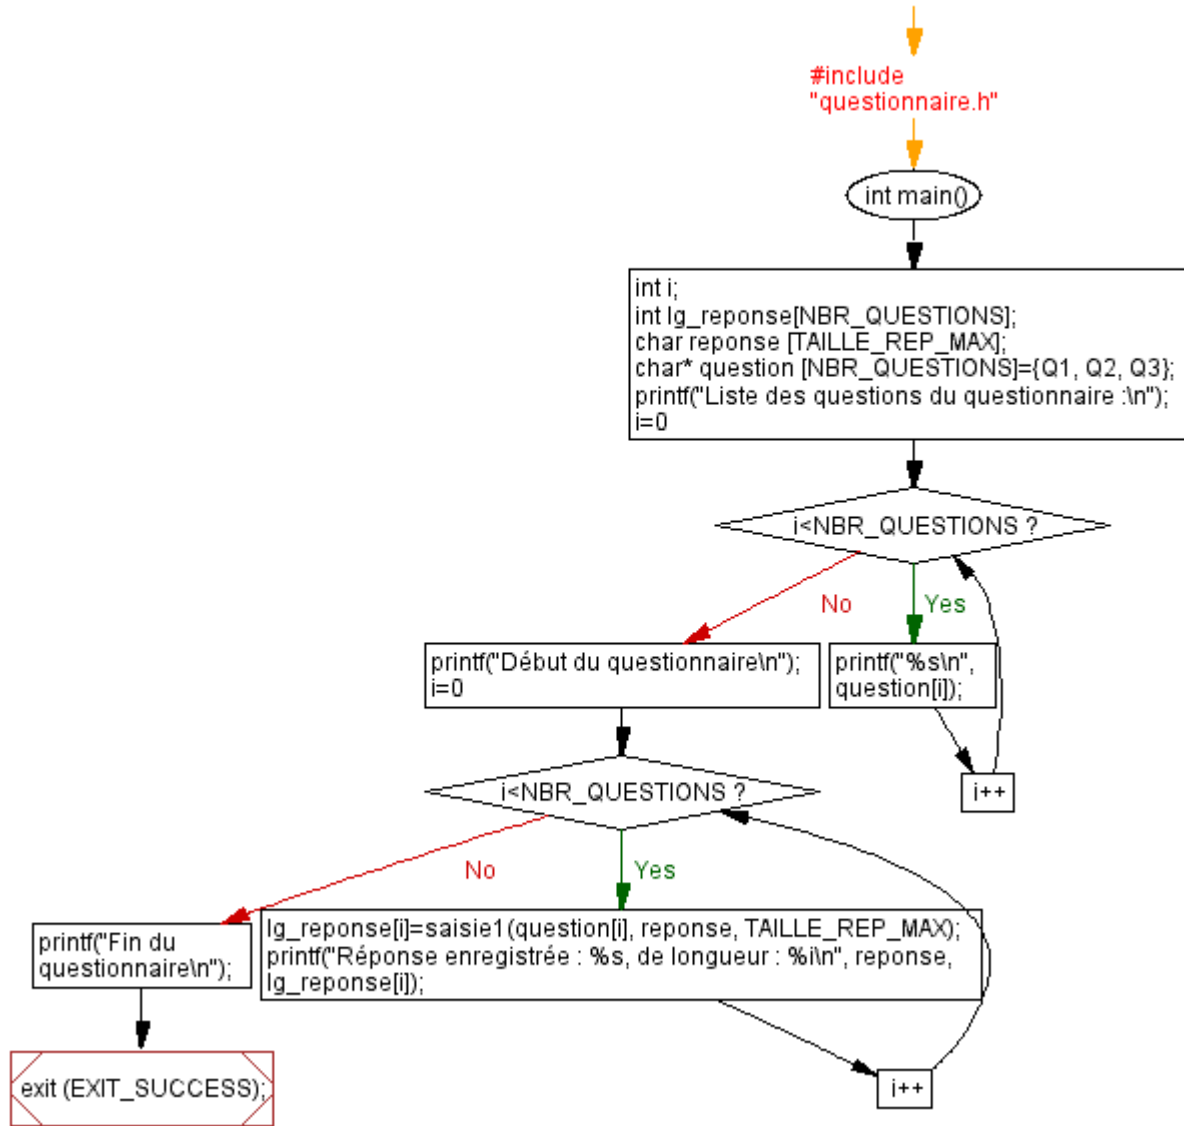 #include
"questionnaire.h"
int main()
int i;
int lg_reponse[NBR_QUESTIONS];
char reponse [TAILLE_REP_MAX];
char* question [NBR_QUESTIONS]={Q1, Q2, Q3};
printf("Liste des questions du questionnaire :\n");
i=0
i<NBR_QUESTIONS ?
No
Yes
printf("Début du questionnaire\n");
i=0
printf("%s\n",
question[i]);
i<NBR_QUESTIONS ?
i++
No
Yes
printf("Fin du
questionnaire\n");
lg_reponse[i]=saisie1(question[i], reponse, TAILLE_REP_MAX);
printf("Réponse enregistrée : %s, de longueur : %i\n", reponse,
lg_reponse[i]);
exit (EXIT_SUCCESS);
i++